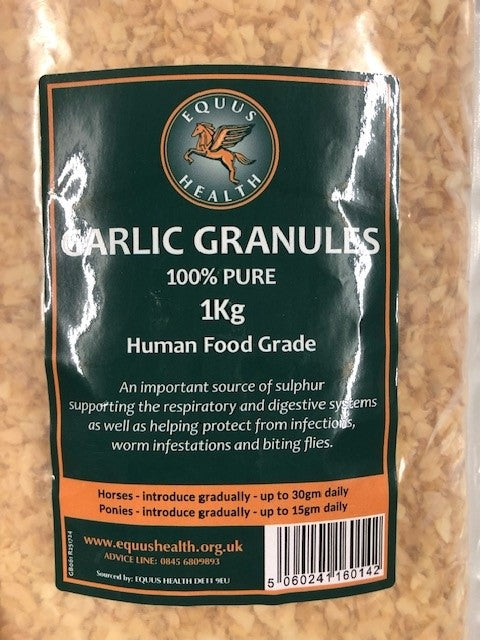 EQUUS
HEALTH
GARLIC GRANULES
100% PURE
1Kg
Human Food Grade
An important source of sulphur
supporting the respiratory and digestive systems
as well as helping protect from infections,
worm infestations and biting flies.
Horses - introduce gradually - up to 30gm daily
Ponies - introduce gradually - up to 15gm daily
www.equushealth.org.uk
ADVICE LINE: 0845 6809893
Sourced by: EQUUS HEALTH DE11 9EU
5 060241 160142